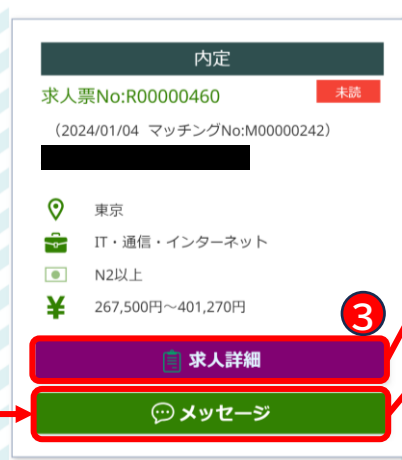 内定
求人票No:R00000460 未読
（2024/01/04 マッチングNo:M00000242）
東京
IT・通信・インターネット
N2以上
¥ 267,500円～401,270円
3
求人詳細
メッセージ